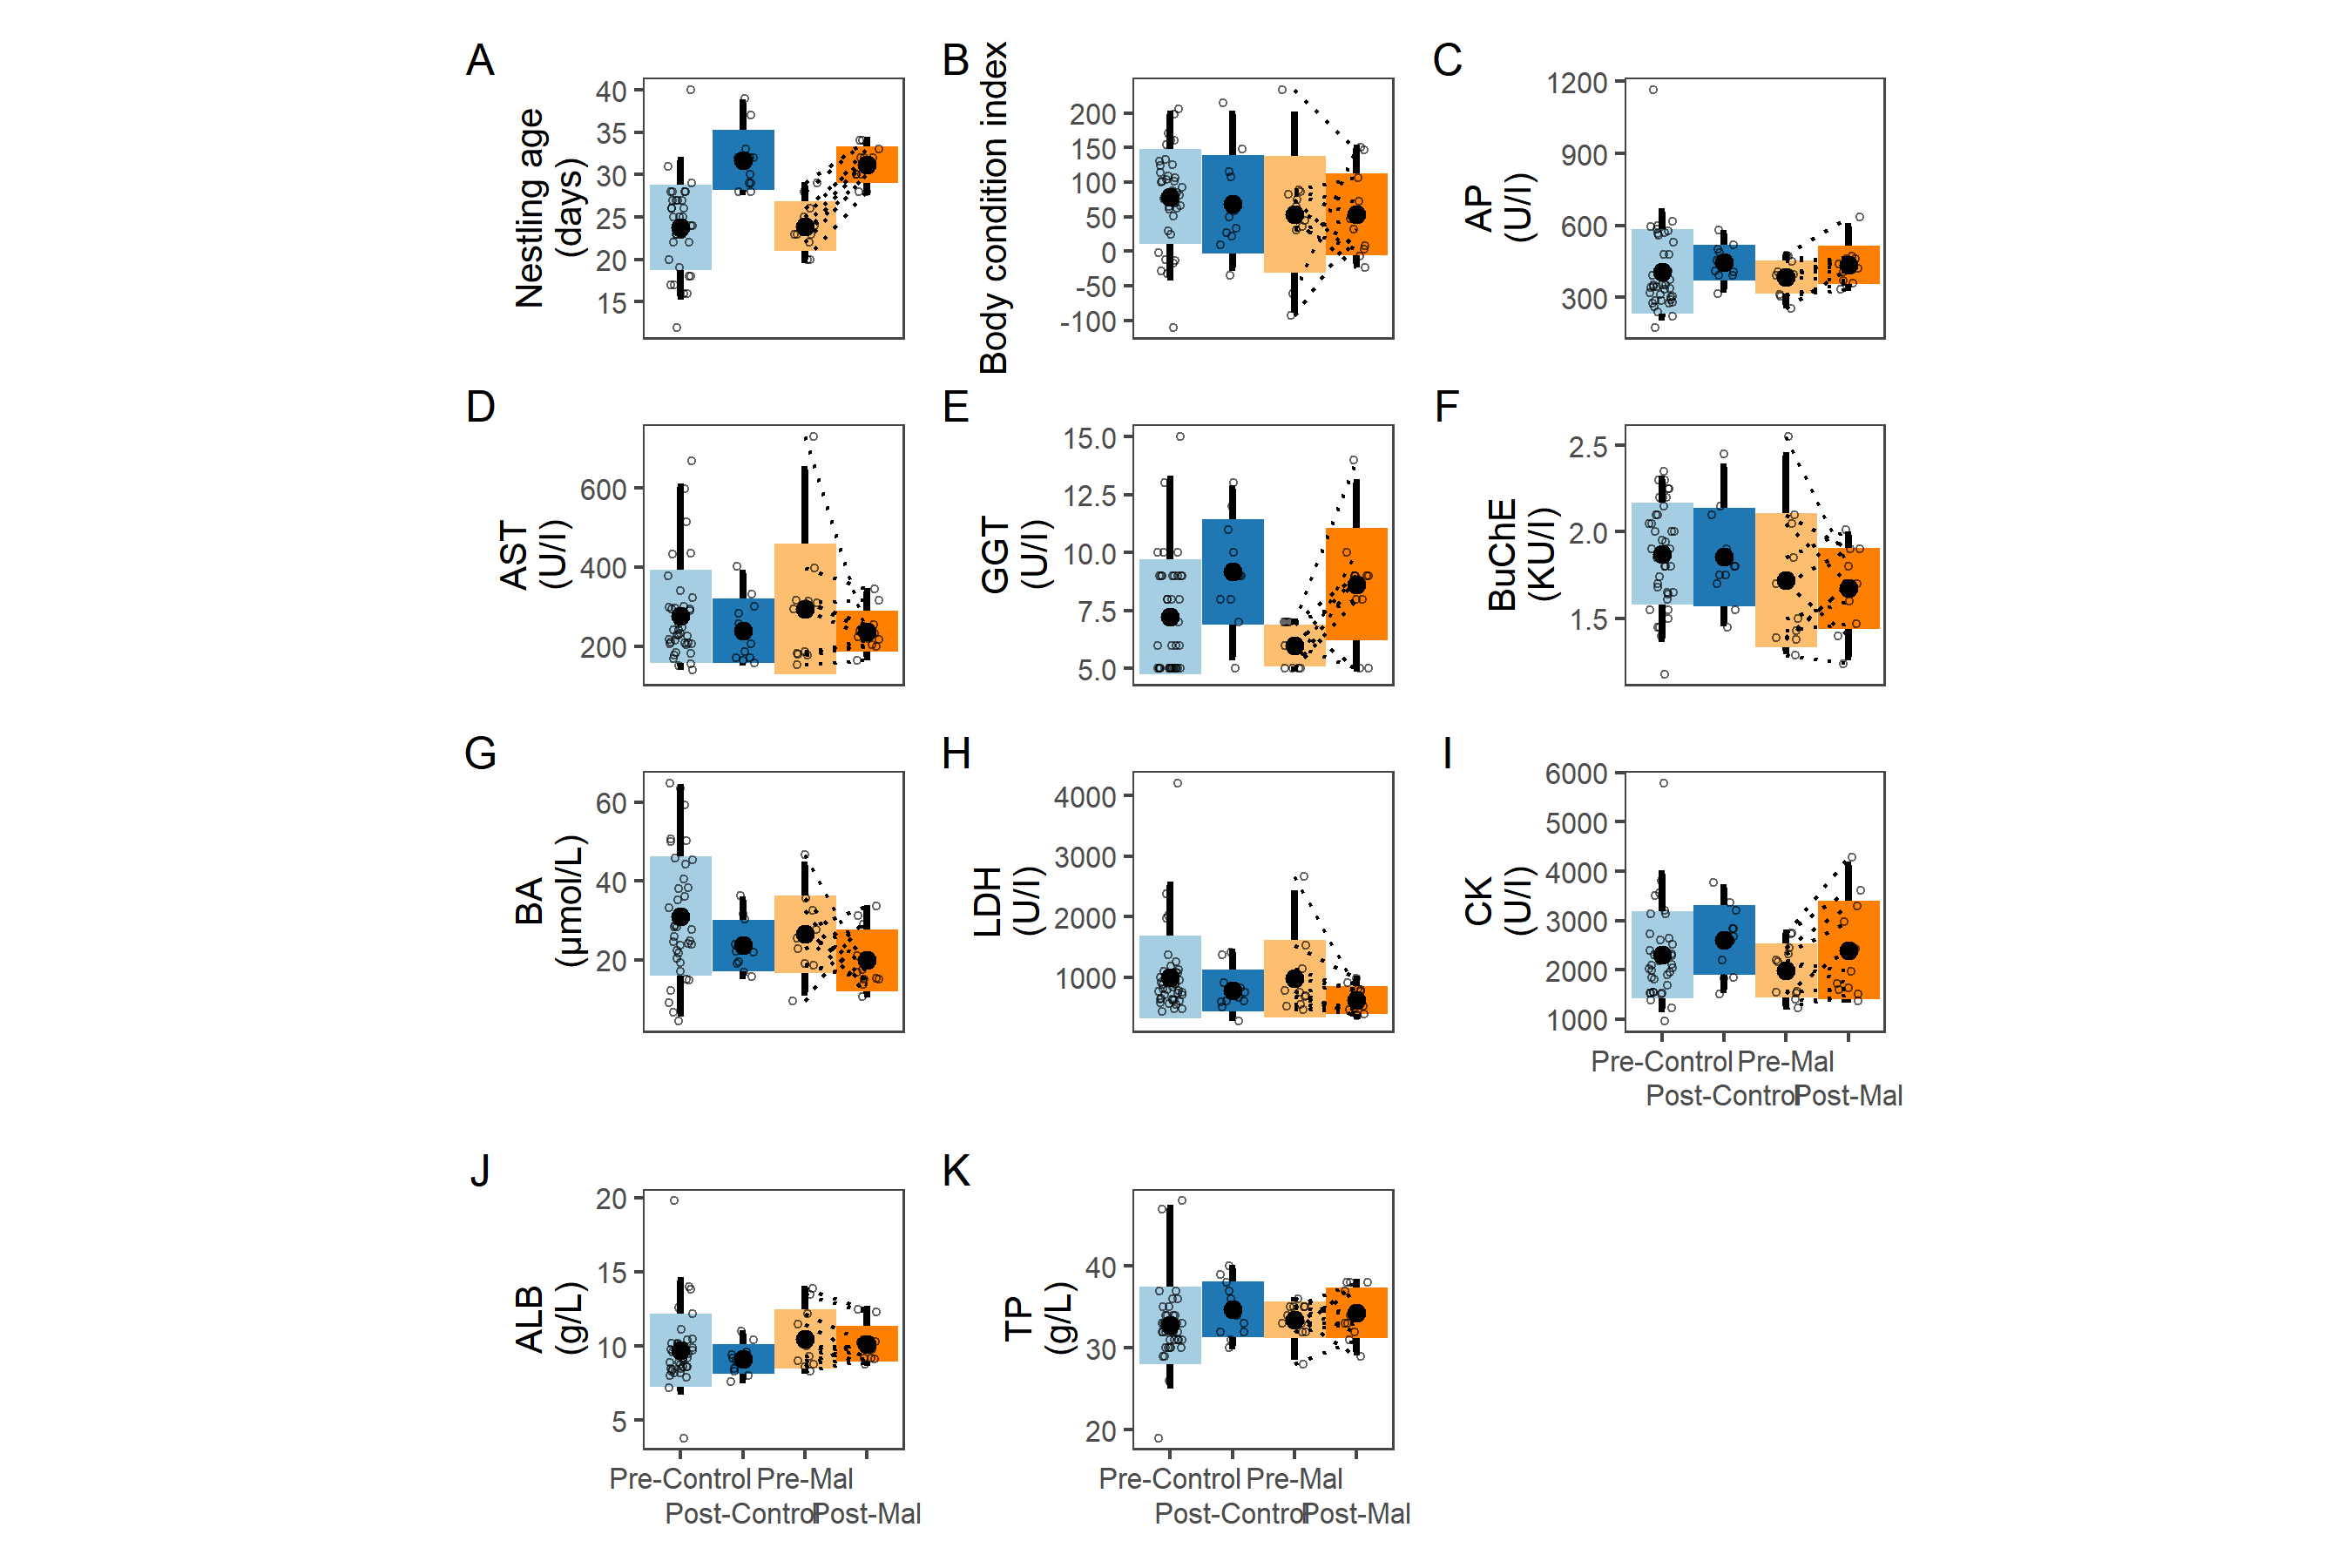 A
Nestling age
(days)
40
35
30
25
20
15
B
Body condition index
200
150
100
50
0
-50
-100
C
AP
(U/l)
1200
900
600
300
D
AST
(U/l)
600
400
200
E
GGT
(U/l)
15.0
12.5
10.0
7.5
5.0
F
BuChE
(KU/l)
2.5
2.0
1.5
G
BA
(µmol/L)
60
40
20
H
LDH
(U/l)
4000
3000
2000
1000
I
CK
(U/l)
6000
5000
4000
3000
2000
1000
Pre-Control Pre-Mal
Post-Control Post-Mal
J
ALB
(g/L)
20
15
10
5
Pre-Control Pre-Mal
Post-Control Post-Mal
K
TP
(g/L)
40
30
20
Pre-Control Pre-Mal
Post-Control Post-Mal